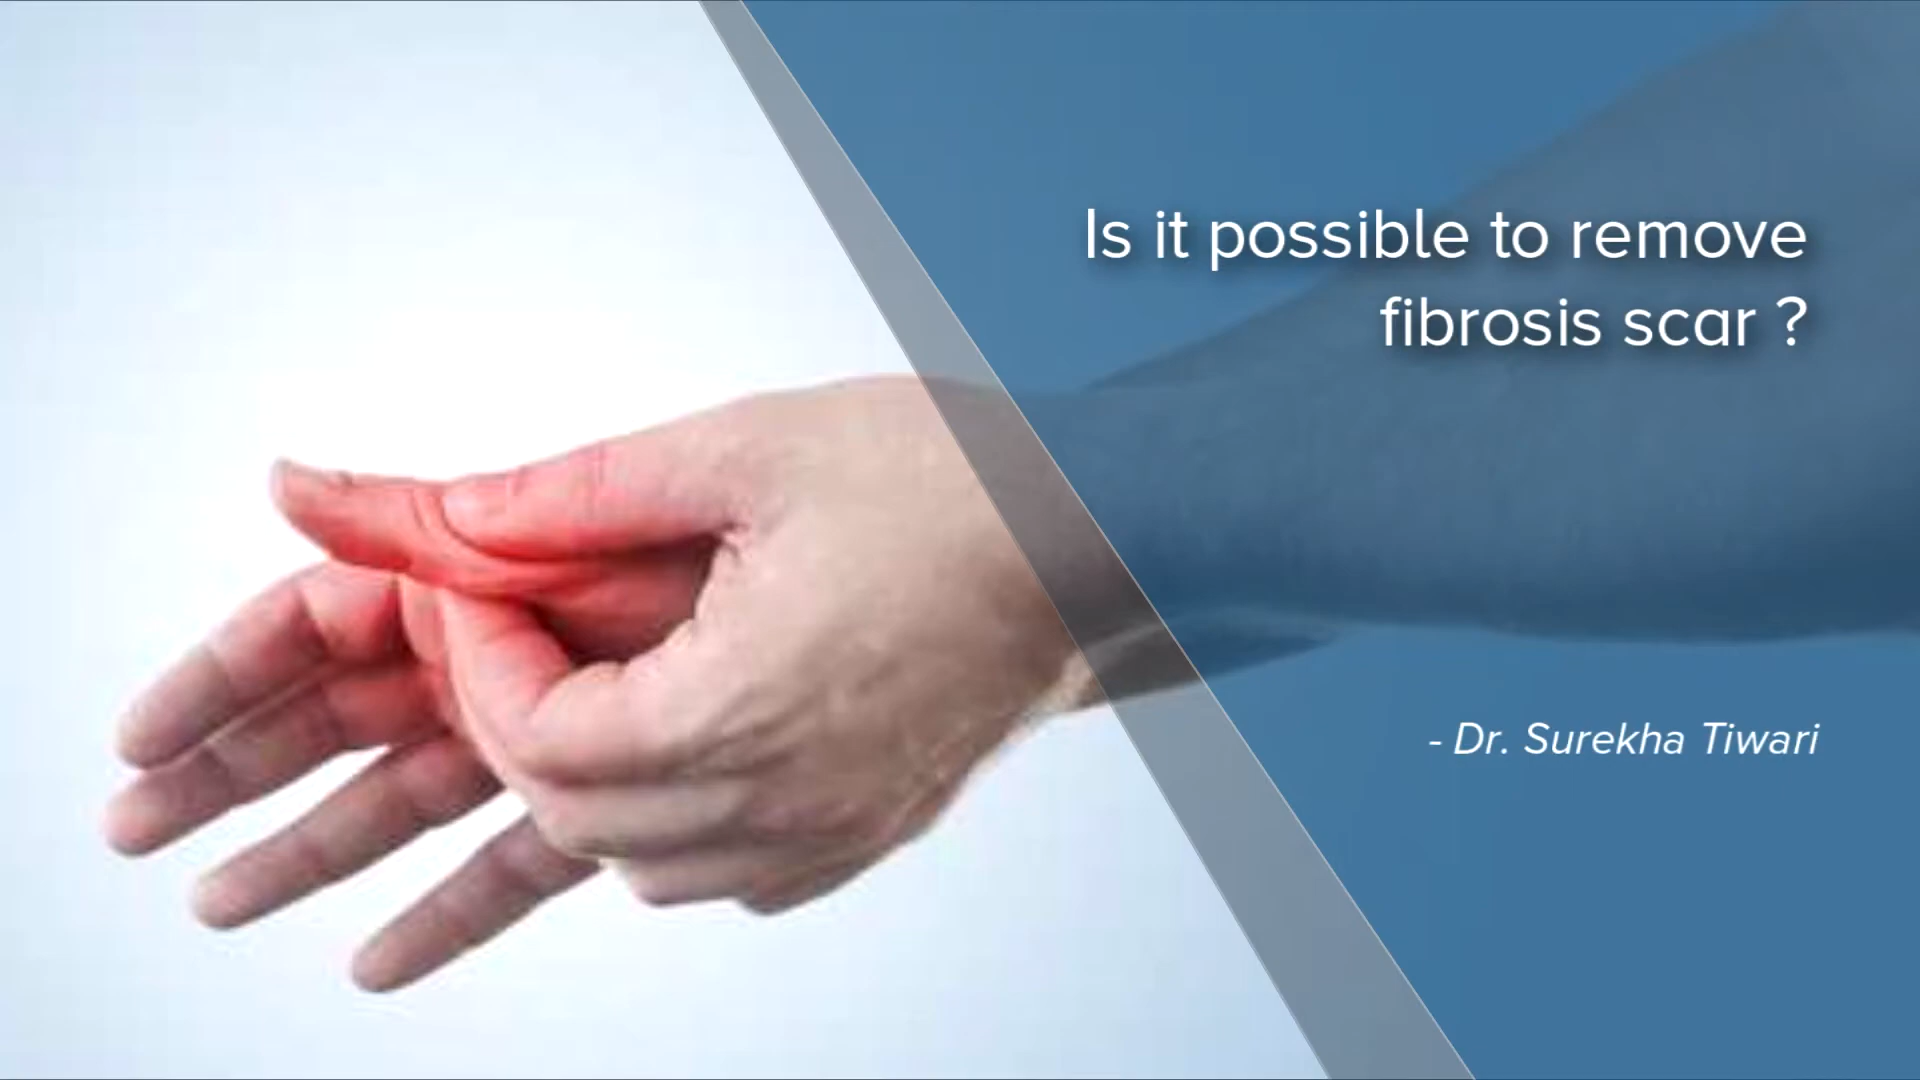 Is it possible to remove
fibrosis scar ?
- Dr. Surekha Tiwari